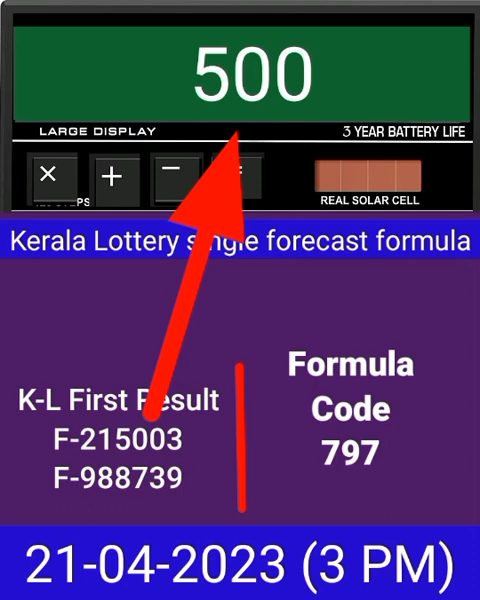 500
LARGE DISPLAY
3 YEAR BATTERY LIFE
× + −
REAL SOLAR CELL
Kerala Lottery single forecast formula
K-L First Result
F-215003
F-988739
Formula
Code
797
21-04-2023 (3 PM)